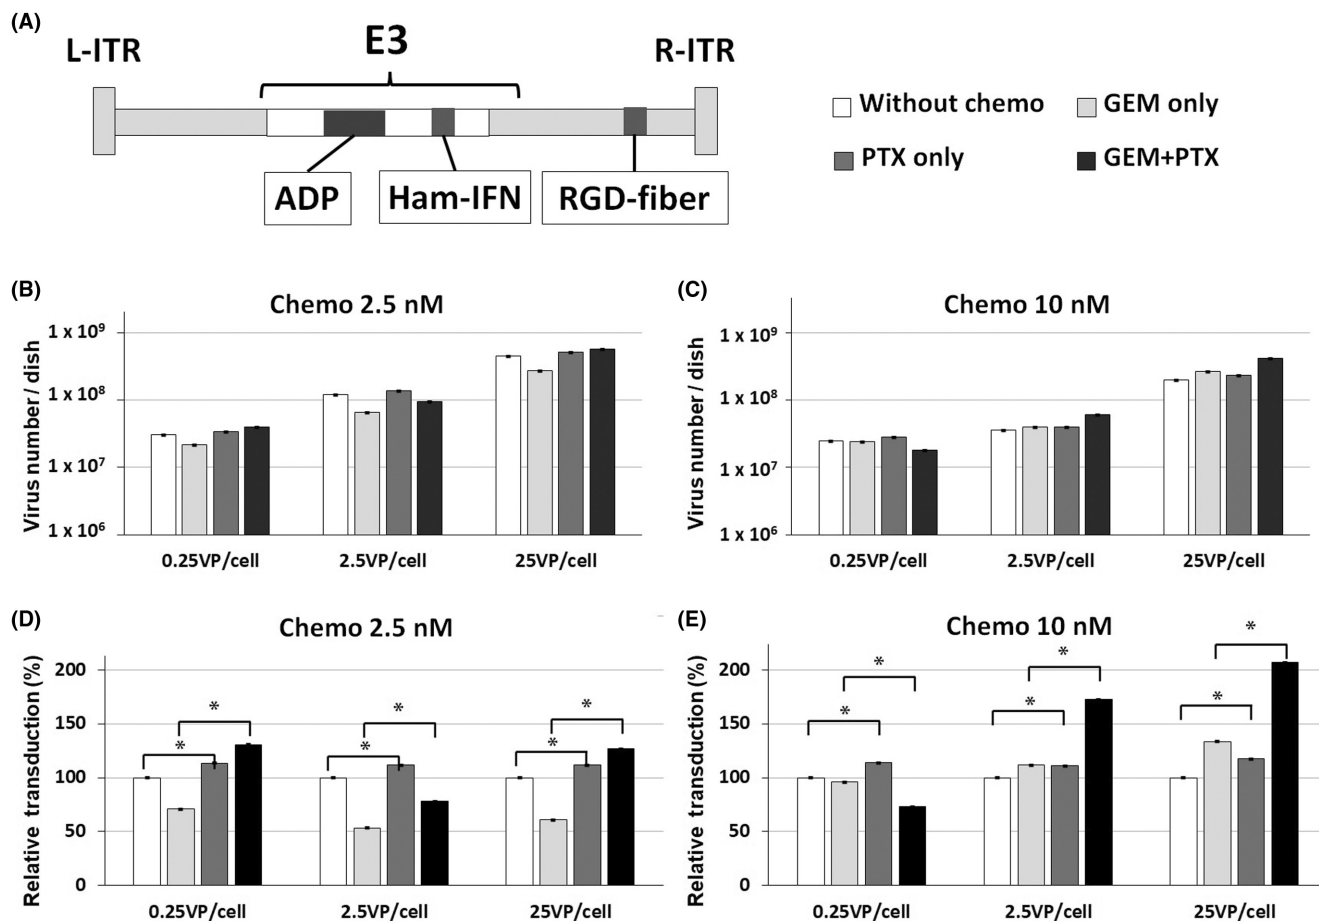 (A)
L-ITR
E3
R-ITR
ADP
Ham-IFN
RGD-fiber
Without chemo
GEM only
PTX only
GEM+PTX
(B)
Chemo 2.5 nM
Virus number / dish
1 x 10⁹
1 x 10⁸
1 x 10⁷
1 x 10⁶
0.25VP/cell
2.5VP/cell
25VP/cell
(C)
Chemo 10 nM
Virus number / dish
1 x 10⁹
1 x 10⁸
1 x 10⁷
1 x 10⁶
0.25VP/cell
2.5VP/cell
25VP/cell
(D)
Chemo 2.5 nM
Relative transduction (%)
200
150
100
50
0
*
*
*
*
*
*
0.25VP/cell
2.5VP/cell
25VP/cell
(E)
Chemo 10 nM
Relative transduction (%)
200
150
100
50
0
*
*
*
*
*
*
0.25VP/cell
2.5VP/cell
25VP/cell